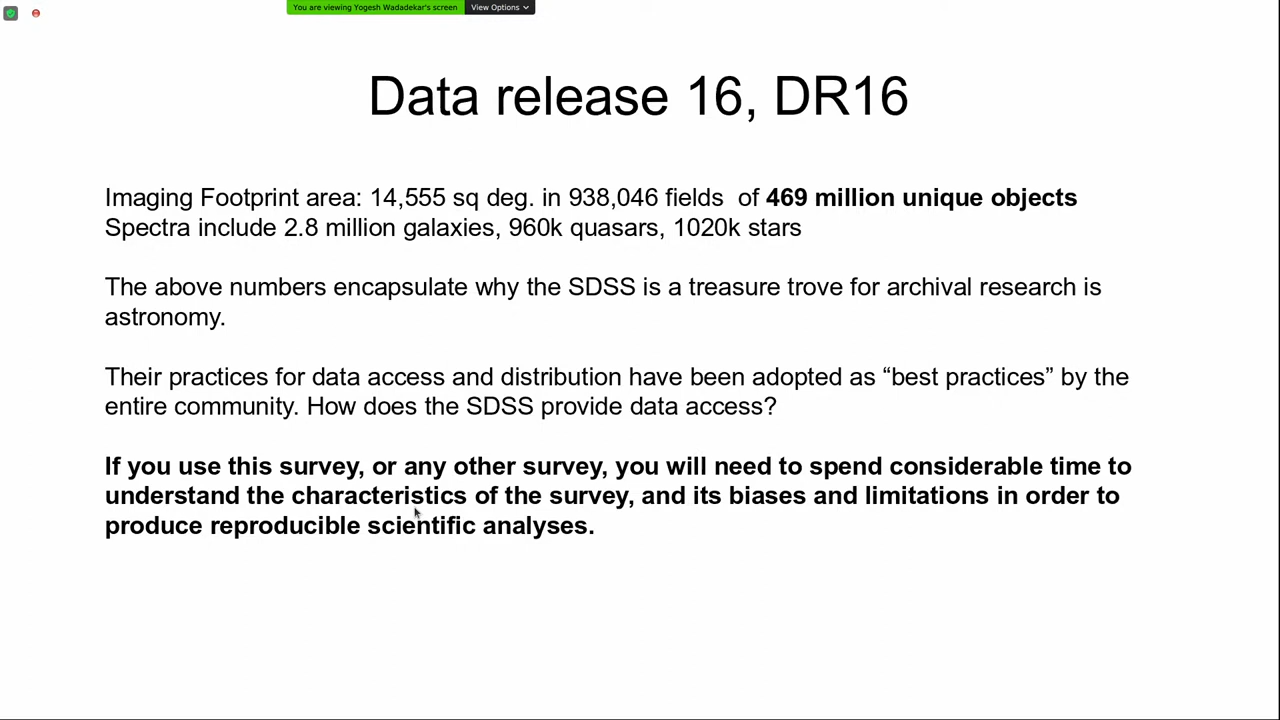 You are viewing Yogesh Wadadekar's screen
View Options
Data release 16, DR16
Imaging Footprint area: 14,555 sq deg. in 938,046 fields of 469 million unique objects
Spectra include 2.8 million galaxies, 960k quasars, 1020k stars
The above numbers encapsulate why the SDSS is a treasure trove for archival research is
astronomy.
Their practices for data access and distribution have been adopted as “best practices” by the
entire community. How does the SDSS provide data access?
If you use this survey, or any other survey, you will need to spend considerable time to
understand the characteristics of the survey, and its biases and limitations in order to
produce reproducible scientific analyses.